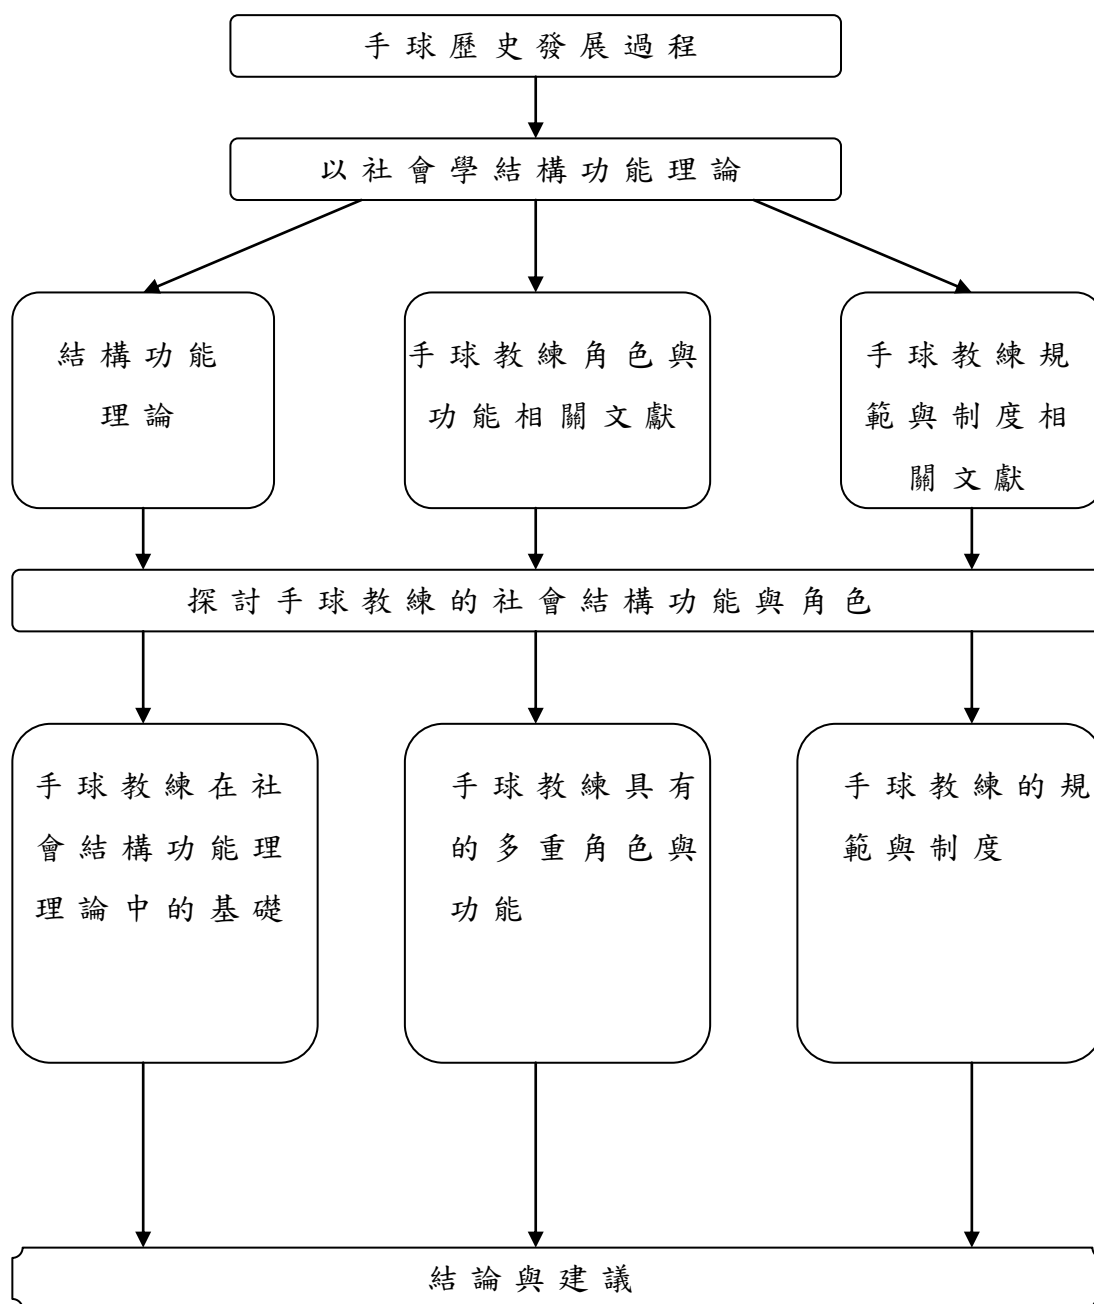 手球歷史發展過程
以社會學結構功能理論
結構功能
理論
手球教練角色與
功能相關文獻
手球教練規
範與制度相
關文獻
探討手球教練的社會結構功能與角色
手球教練在社
會結構功能理
理論中的基礎
手球教練具有
的多重角色與
功能
手球教練的規
範與制度
結論與建議